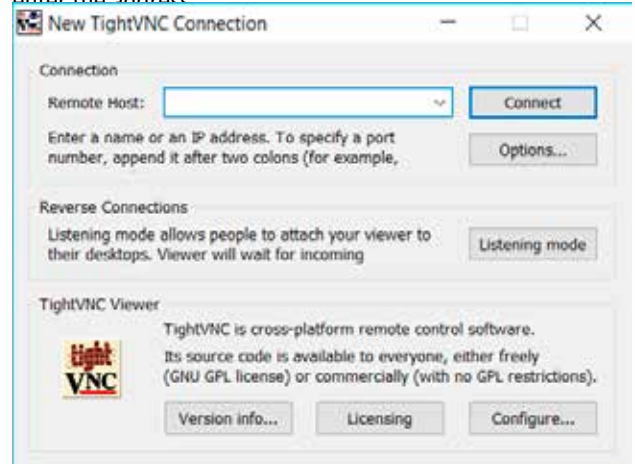 New TightVNC Connection
Connection
Remote Host:
Connect
Enter a name or an IP address. To specify a port
number, append it after two colons (for example,
Options...
Reverse Connections
Listening mode allows people to attach your viewer to
their desktops. Viewer will wait for incoming
Listening mode
TightVNC Viewer
tight
VNC
TightVNC is cross-platform remote control software.
Its source code is available to everyone, either freely
(GNU GPL license) or commercially (with no GPL restrictions).
Version info...
Licensing
Configure...